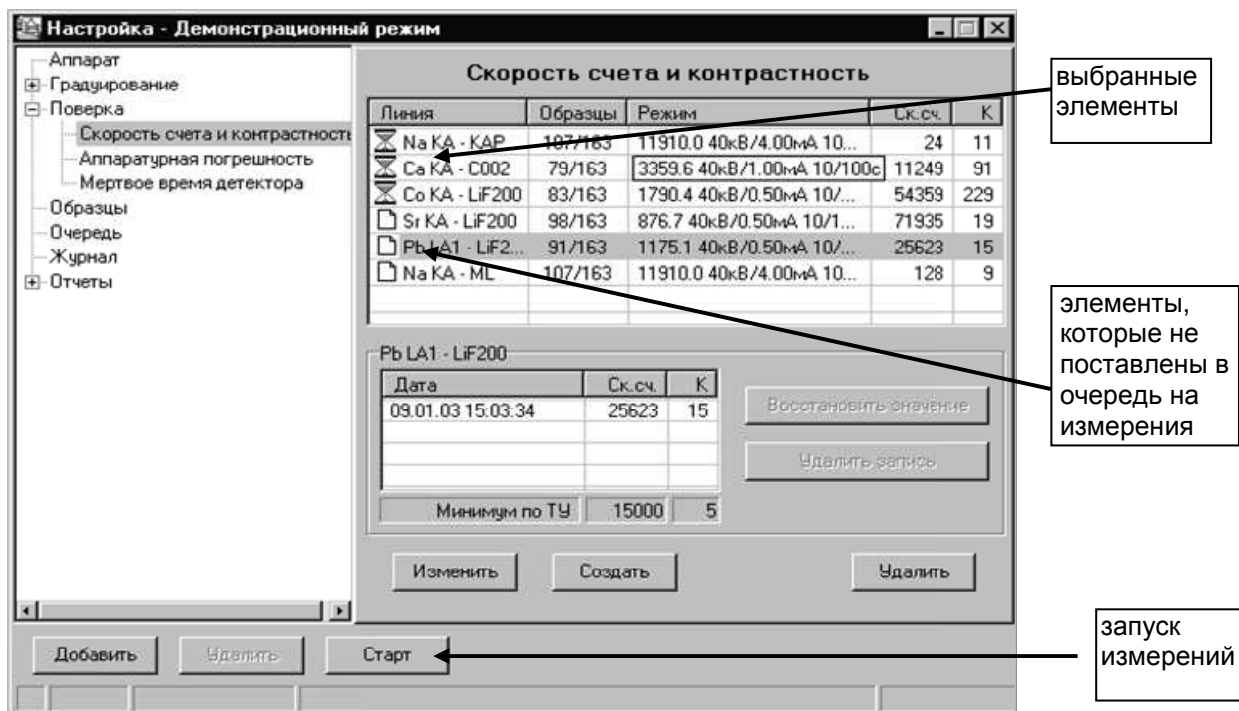 Настройка - Демонстрационный режим
Аппарат
Градуирование
Поверка
Скорость счета и контрастность
Аппаратурная погрешность
Мертвое время детектора
Образцы
Очередь
Журнал
Отчеты
Скорость счета и контрастность
Линия Образцы Режим Ск.сч. К
Na KA - KAP 107/163 11910.0 40кВ/4.00мА 10... 24 11
Ca KA - C002 79/163 3359.6 40кВ/1.00мА 10/100с 11249 91
Co KA - LiF200 83/163 1790.4 40кВ/0.50мА 10/... 54359 229
Sr KA - LiF200 98/163 876.7 40кВ/0.50мА 10/1... 71935 19
Pb LA1 - LiF2... 91/163 1175.1 40кВ/0.50мА 10/... 25623 15
Na KA - ML 107/163 11910.0 40кВ/4.00мА 10... 128 9
Pb LA1 - LiF200
Дата Ск.сч. К
09.01.03 15:03:34 25623 15
Минимум по ТУ 15000 5
Восстановить значение
Удалить запись
Изменить Создать Удалить
Добавить Удалить Старт
выбранные
элементы
элементы,
которые не
поставлены в
очередь на
измерения
запуск
измерений